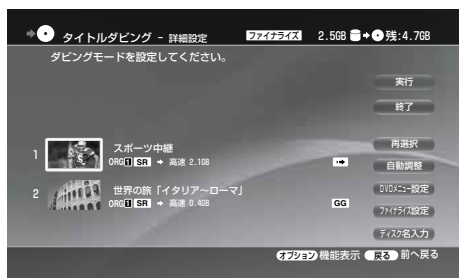 タイトルダビング - 詳細設定 ファイナライズ 2.5GB 残:4.7GB
ダビングモードを設定してください。
実行
終了
1 スポーツ中継
ORG 1 SR 高速 2.1GB
再選択
自動調整
2 世界の旅「イタリア～ローマ」
ORG 1 SR 高速 0.4GB GG
DVDメニュー設定
ファイナライズ設定
ディスク名入力
オプション 機能表示 戻る 前へ戻る